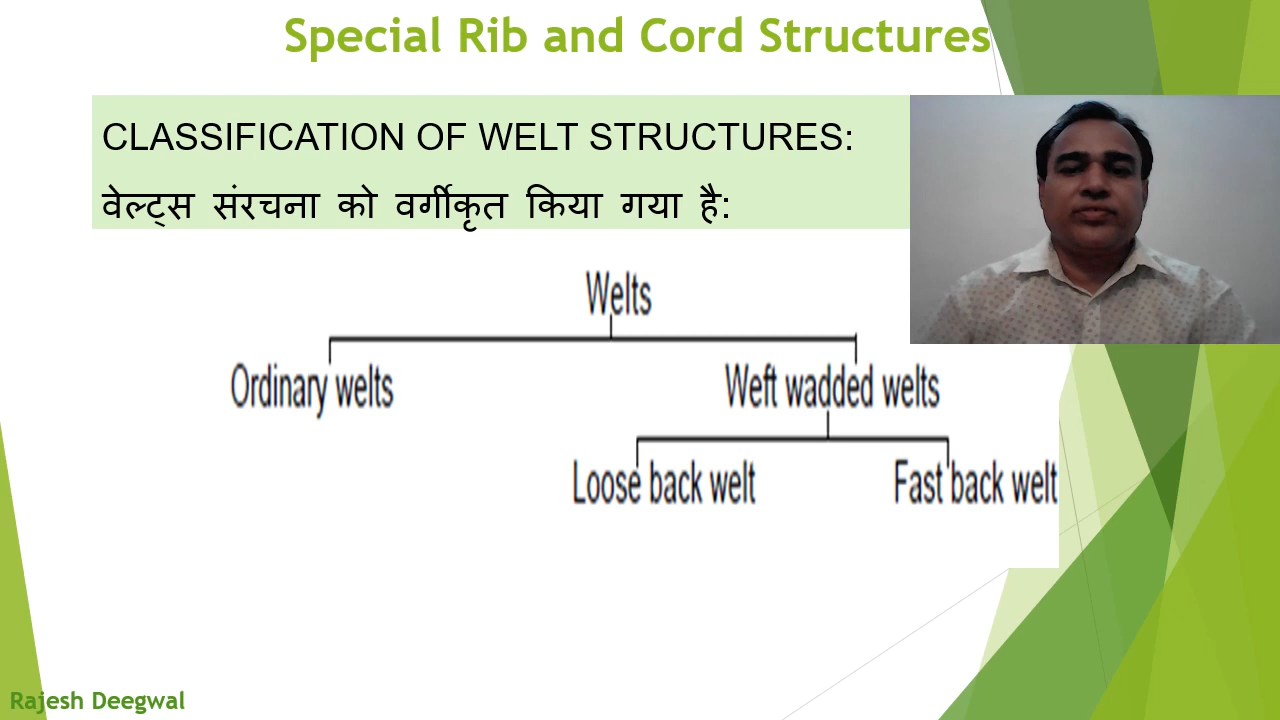 Special Rib and Cord Structures
CLASSIFICATION OF WELT STRUCTURES:
वेल्ट्स संरचना को वर्गीकृत किया गया है:
Welts
Ordinary welts
Weft wadded welts
Loose back welt
Fast back welt
Rajesh Deegwal